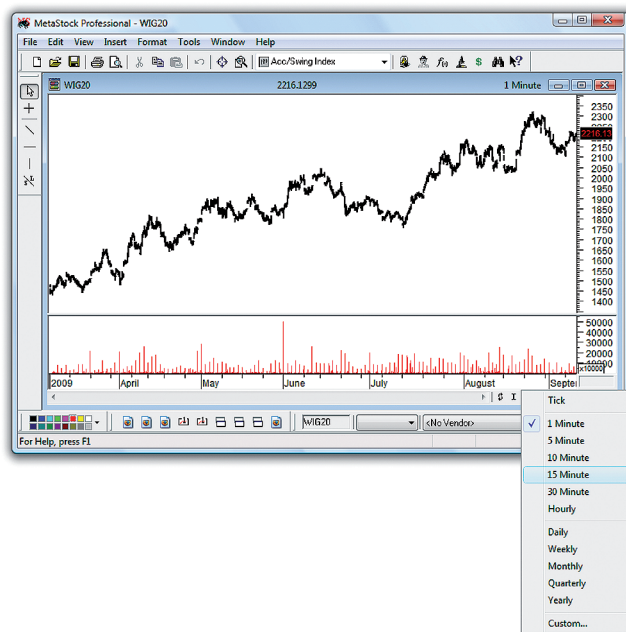 MetaStock Professional - WIG20
File Edit View Insert Format Tools Window Help
Acc/Swing Index
WIG20 2216.1299 1 Minute
2350
2300
2250
2216.13
2150
2100
2050
2000
1950
1900
1850
1800
1750
1700
1650
1600
1550
1500
1450
1400
50000
40000
30000
20000
10000
x10000
2009 April May June July August Septe
WIG20 <No Vendor>
For Help, press F1
Tick
1 Minute
5 Minute
10 Minute
15 Minute
30 Minute
Hourly
Daily
Weekly
Monthly
Quarterly
Yearly
Custom...